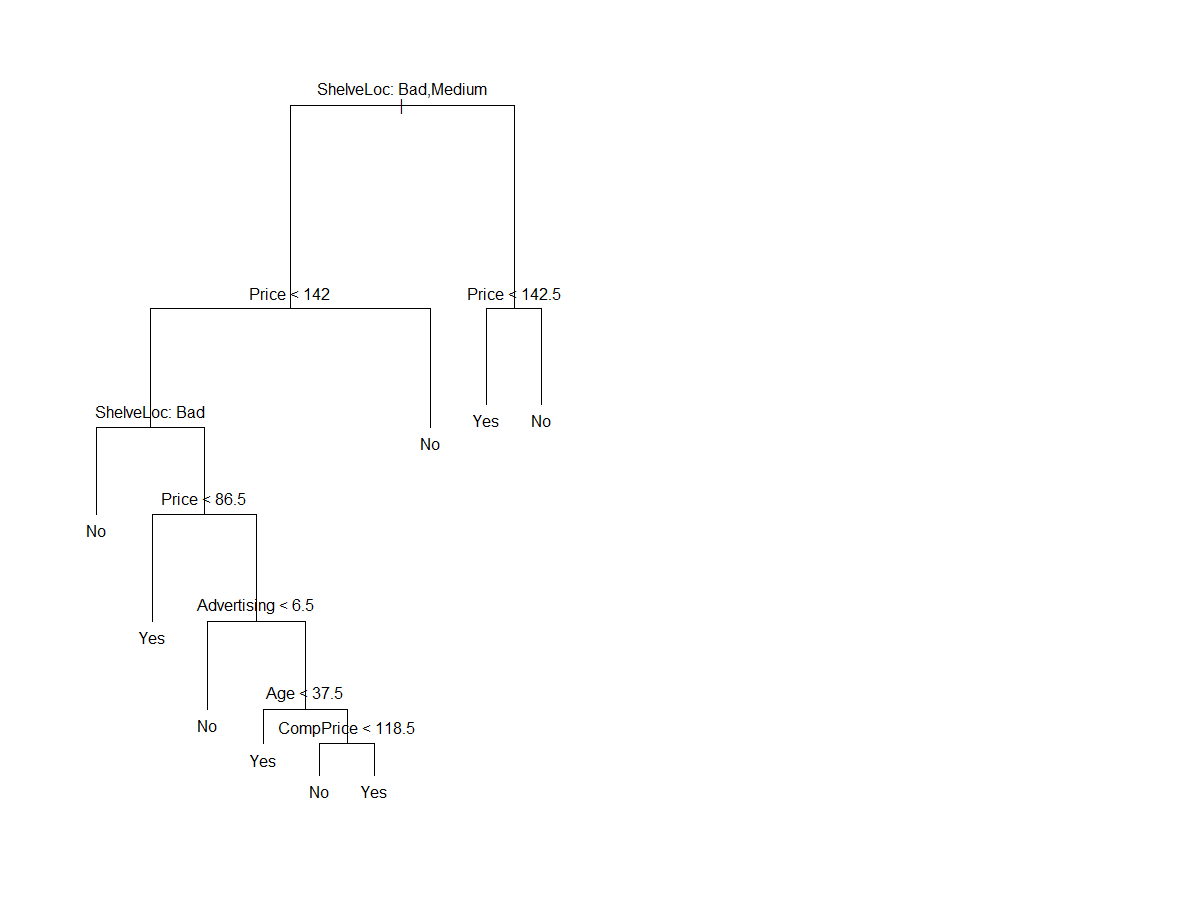 ShelveLoc: Bad,Medium
Price < 142
Price < 142.5
ShelveLoc: Bad
Yes
No
No
Price < 86.5
No
Advertising < 6.5
Yes
Age < 37.5
No
CompPrice < 118.5
Yes
No
Yes